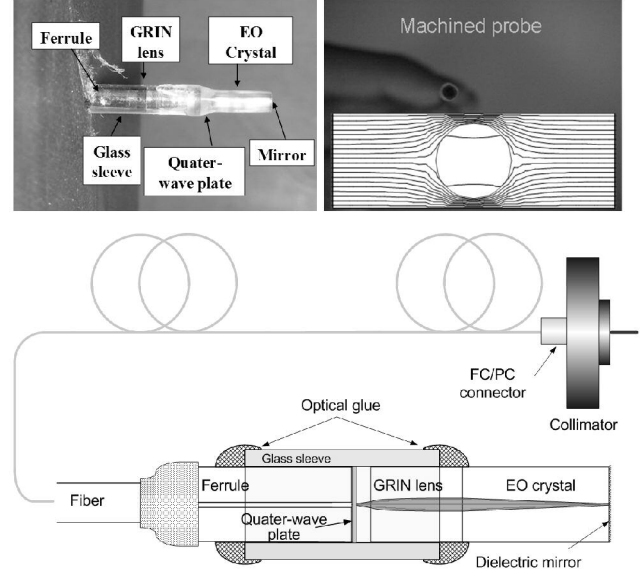 Ferrule
GRIN
lens
EO
Crystal
Glass
sleeve
Quater-
wave plate
Mirror
Machined probe
FC/PC
connector
Collimator
Optical glue
Glass sleeve
Ferrule
GRIN lens
EO crystal
Fiber
Quater-wave
plate
Dielectric mirror